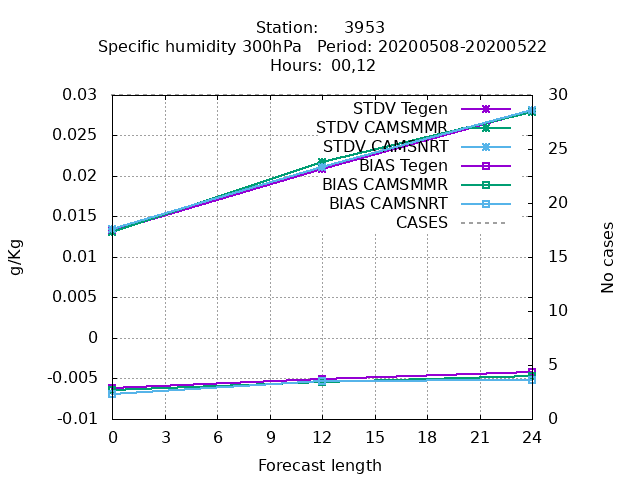 Station: 3953
Specific humidity 300hPa Period: 20200508-20200522
Hours: 00,12
0.03
0.025
0.02
0.015
0.01
0.005
0
-0.005
-0.01
g/Kg
STDV Tegen
STDV CAMSMMR
STDV CAMSNRT
BIAS Tegen
BIAS CAMSMMR
BIAS CAMSNRT
CASES
30
25
20
15
10
5
0
No cases
0 3 6 9 12 15 18 21 24
Forecast length